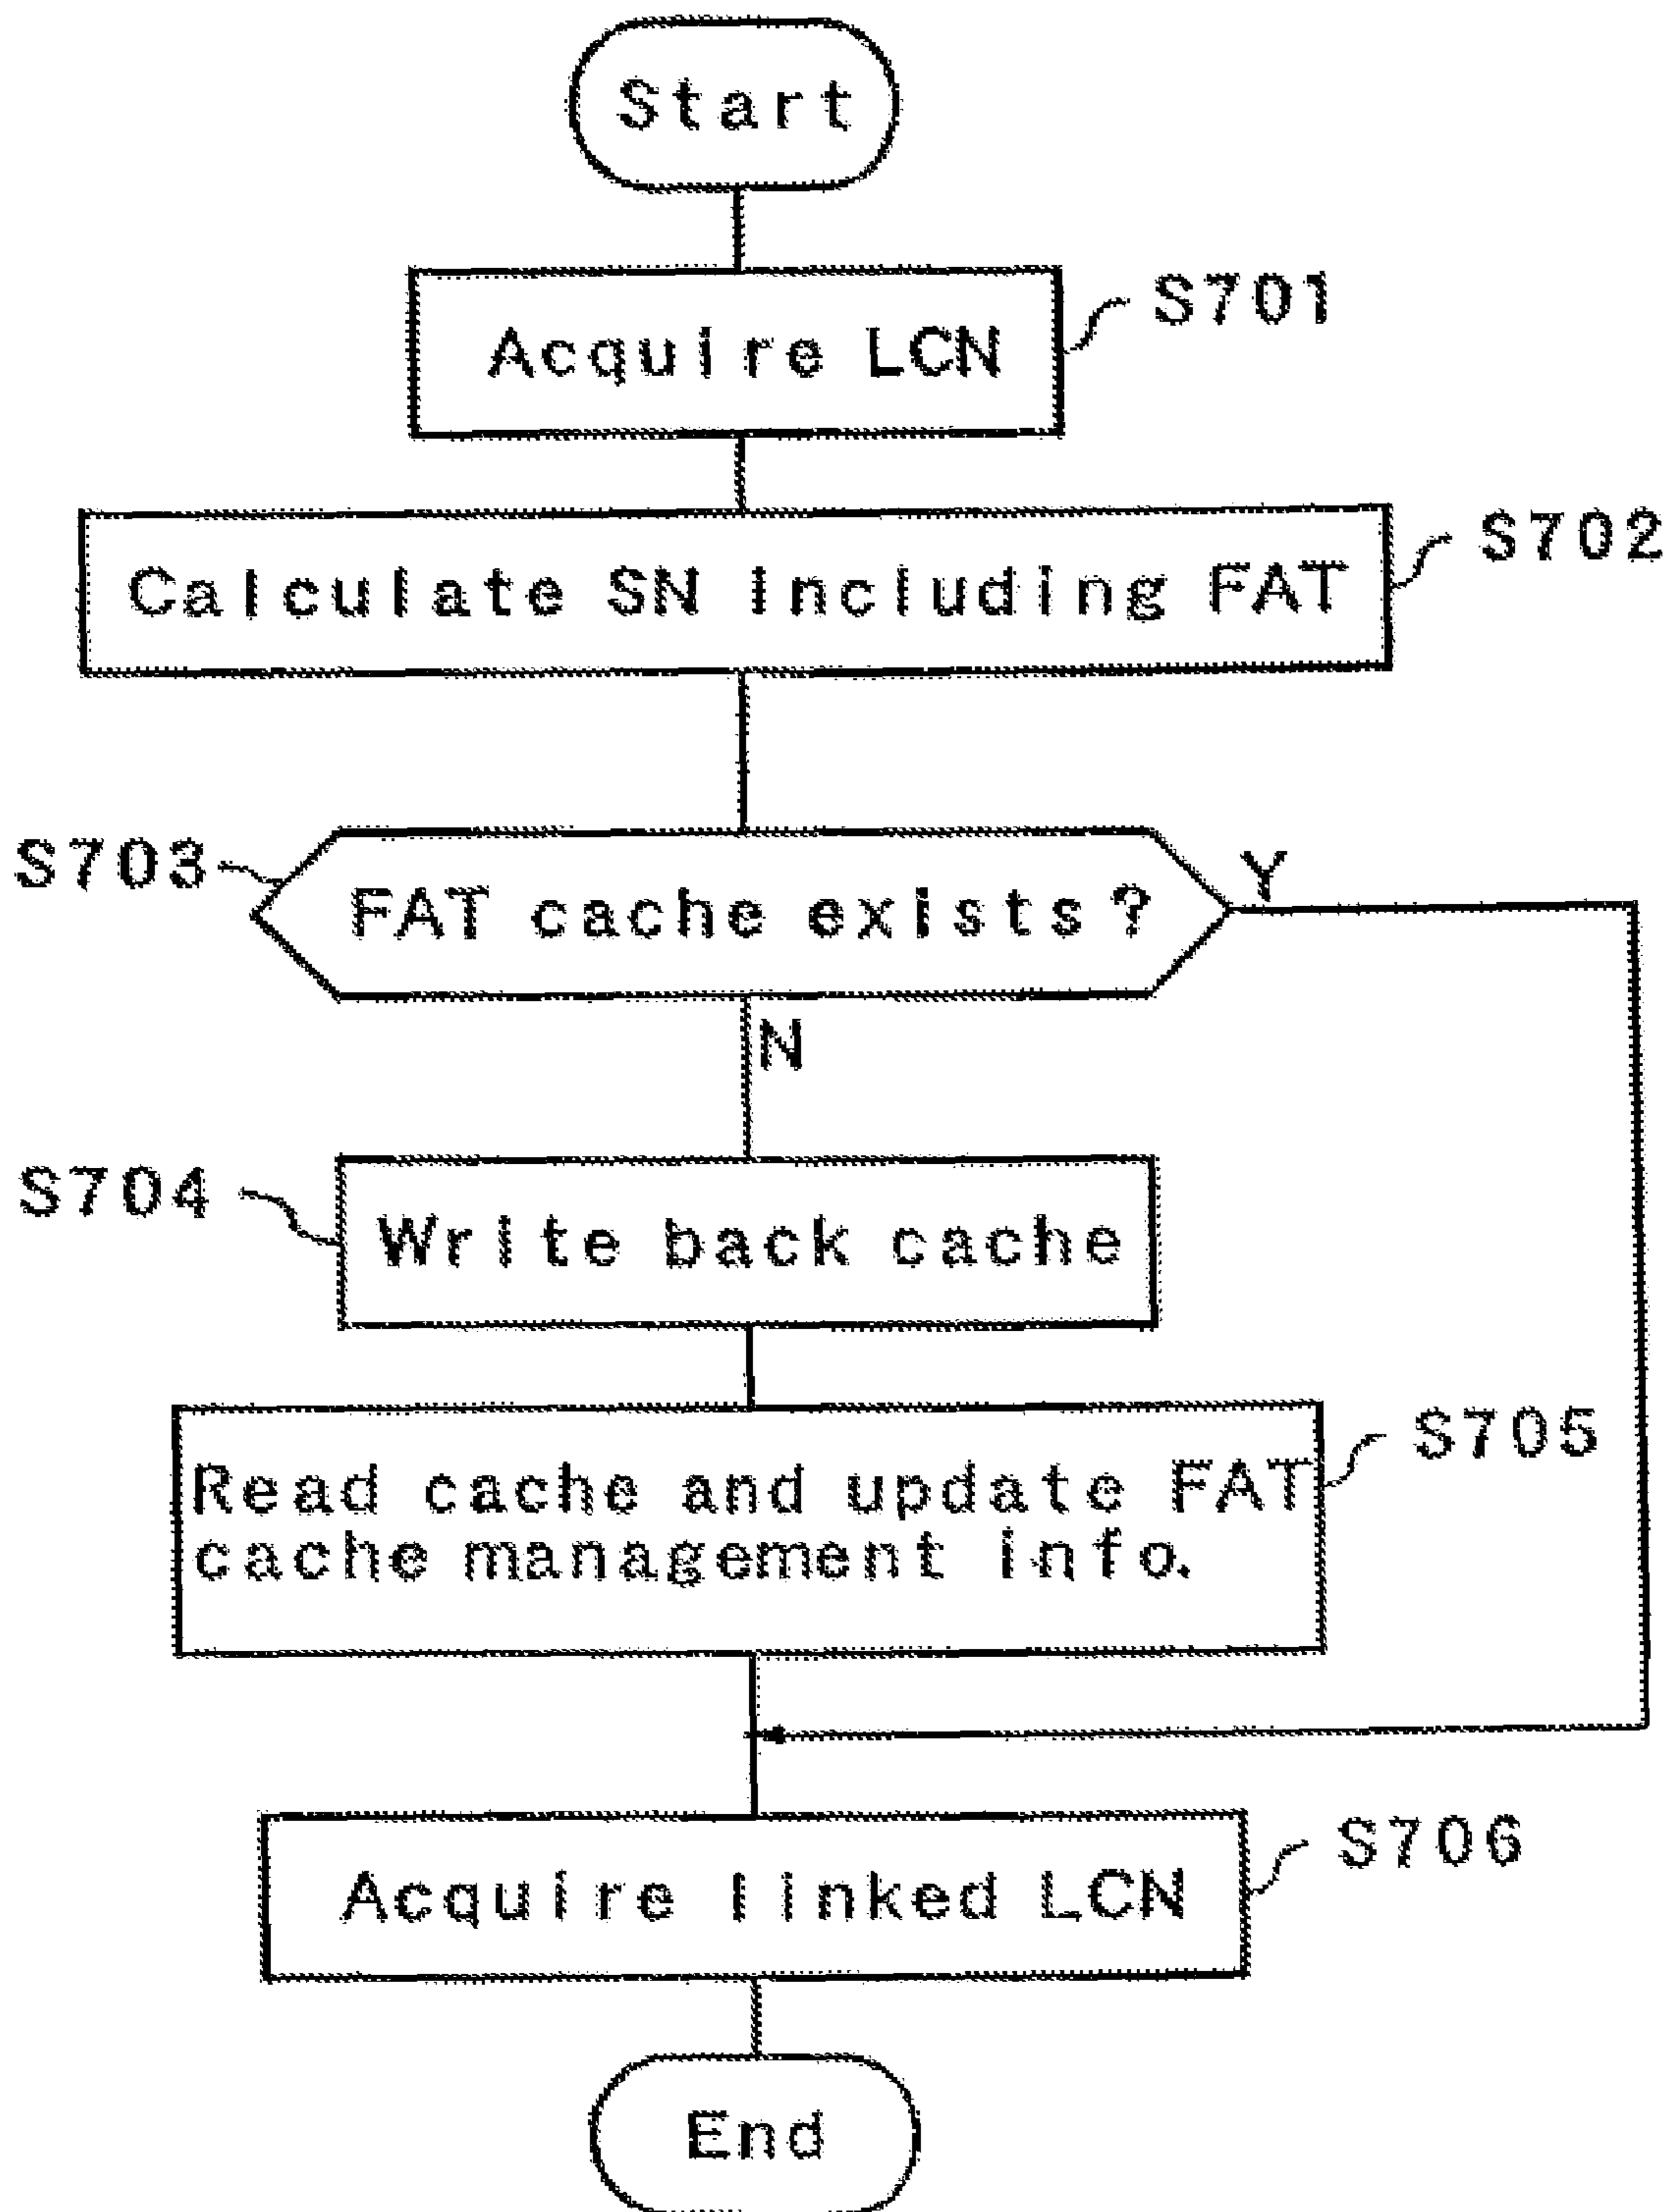 Start
Acquire LCN
S701
Calculate SN including FAT
S702
S703
FAT cache exists?
Y
N
S704
Write back cache
Read cache and update FAT
cache management info.
S705
Acquire linked LCN
S706
End